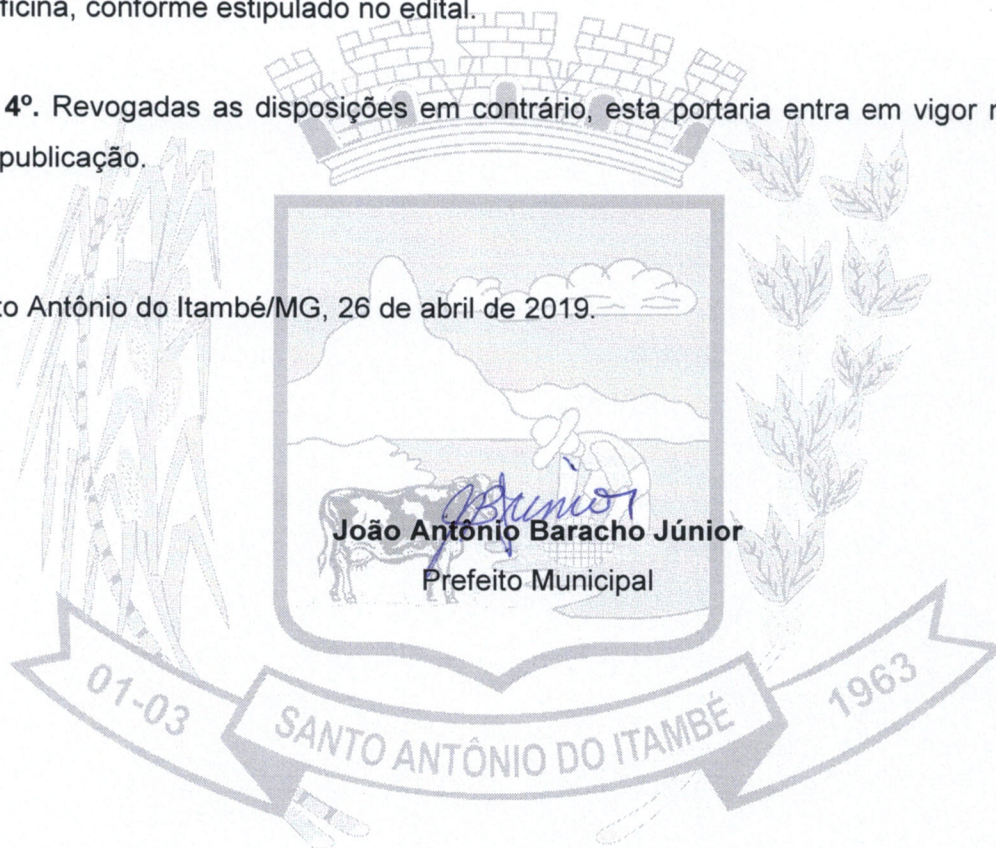 ficina, conforme estipulado no edital.
4º. Revogadas as disposições em contrário, esta portaria entra em vigor
publicação.
to Antônio do Itambé/MG, 26 de abril de 2019.
JBJunior
João Antônio Baracho Júnior
Prefeito Municipal
01-03
SANTO ANTÔNIO DO ITAMBÉ
1963